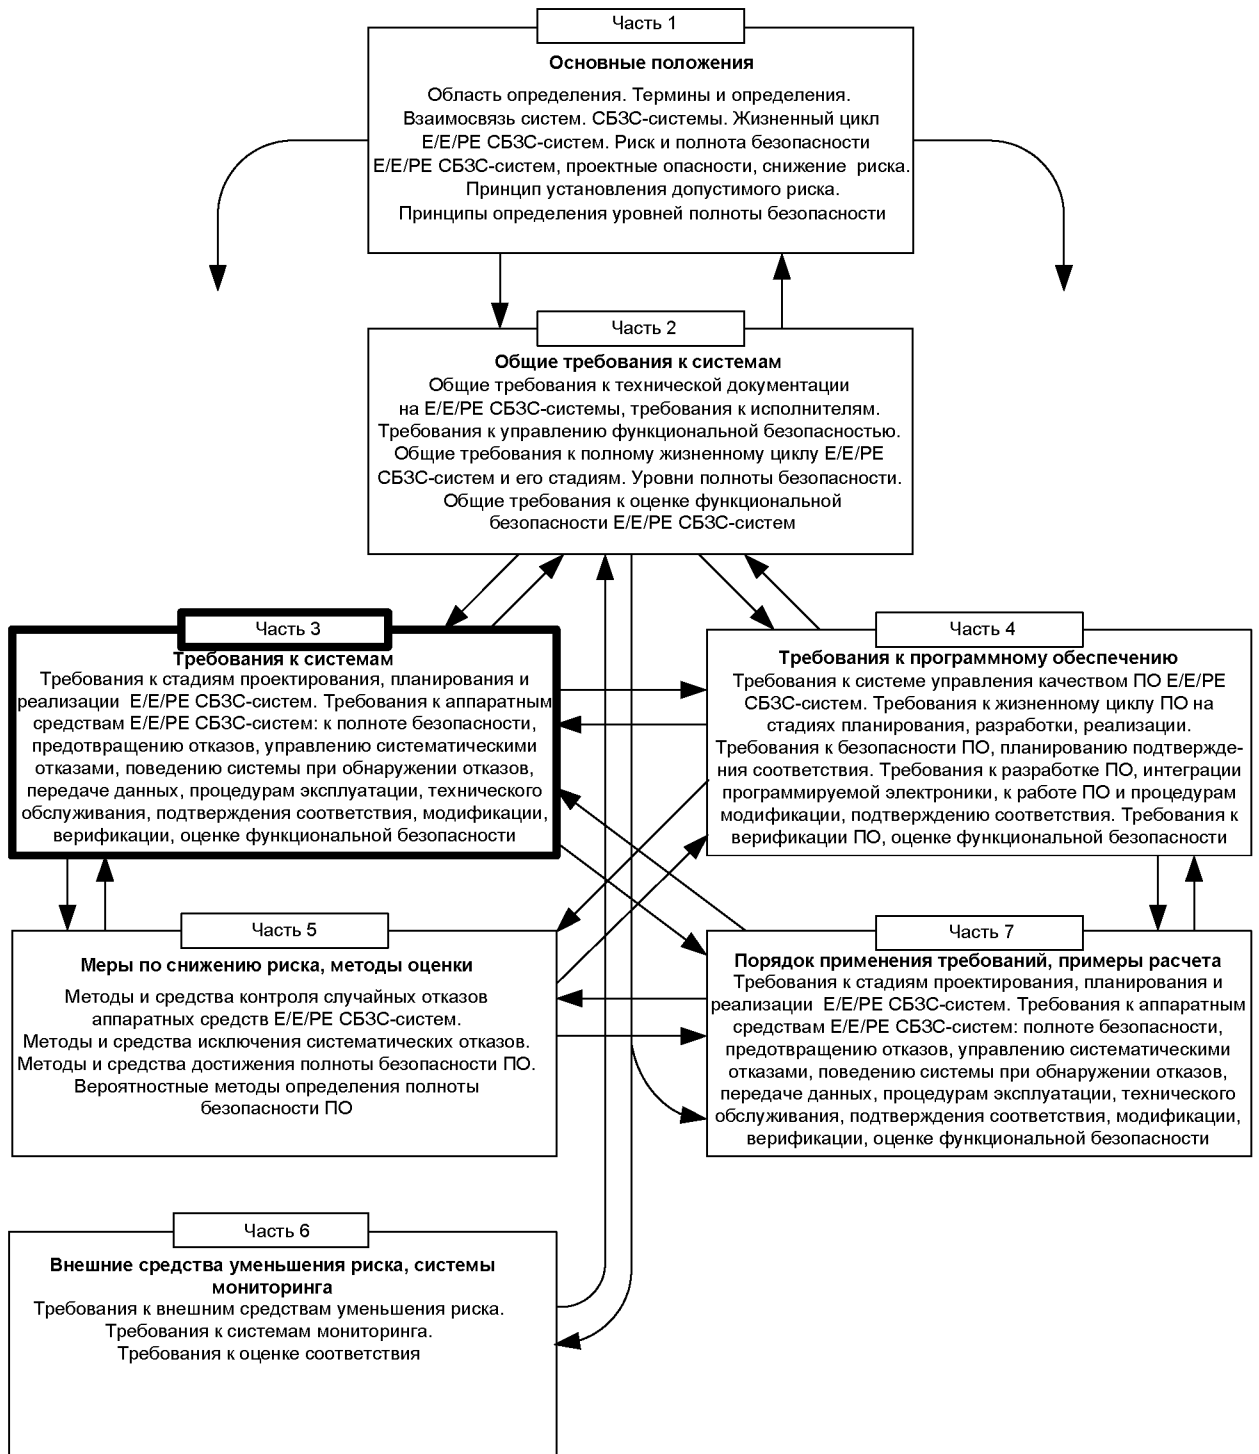 Часть 1
Основные положения
Область определения. Термины и определения.
Взаимосвязь систем. СБЗС-системы. Жизненный цикл
Е/Е/РЕ СБЗС-систем. Риск и полнота безопасности
Е/Е/РЕ СБЗС-систем, проектные опасности, снижение риска.
Принцип установления допустимого риска.
Принципы определения уровней полноты безопасности
Часть 2
Общие требования к системам
Общие требования к технической документации
на Е/Е/РЕ СБЗС-системы, требования к исполнителям.
Требования к управлению функциональной безопасностью.
Общие требования к полному жизненному циклу Е/Е/РЕ
СБЗС-систем и его стадиям. Уровни полноты безопасности.
Общие требования к оценке функциональной
безопасности Е/Е/РЕ СБЗС-систем
Часть 3
Требования к системам
Требования к стадиям проектирования, планирования и
реализации Е/Е/РЕ СБЗС-систем. Требования к аппаратным
средствам Е/Е/РЕ СБЗС-систем: к полноте безопасности,
предотвращению отказов, управлению систематическими
отказами, поведению системы при обнаружении отказов,
передаче данных, процедурам эксплуатации, технического
обслуживания, подтверждения соответствия, модификации,
верификации, оценке функциональной безопасности
Часть 4
Требования к программному обеспечению
Требования к системе управления качеством ПО Е/Е/РЕ
СБЗС-систем. Требования к жизненному циклу ПО на
стадиях планирования, разработки, реализации.
Требования к безопасности ПО, планированию подтвержде-
ния соответствия. Требования к разработке ПО, интеграции
программируемой электроники, к работе ПО и процедурам
модификации, подтверждению соответствия. Требования к
верификации ПО, оценке функциональной безопасности
Часть 5
Меры по снижению риска, методы оценки
Методы и средства контроля случайных отказов
аппаратных средств Е/Е/РЕ СБЗС-систем.
Методы и средства исключения систематических отказов.
Методы и средства достижения полноты безопасности ПО.
Вероятностные методы определения полноты
безопасности ПО
Часть 7
Порядок применения требований, примеры расчета
Требования к стадиям проектирования, планирования и
реализации Е/Е/РЕ СБЗС-систем. Требования к аппаратным
средствам Е/Е/РЕ СБЗС-систем: полноте безопасности,
предотвращению отказов, управлению систематическими
отказами, поведению системы при обнаружении отказов,
передаче данных, процедурам эксплуатации, технического
обслуживания, подтверждения соответствия, модификации,
верификации, оценке функциональной безопасности
Часть 6
Внешние средства уменьшения риска, системы
мониторинга
Требования к внешним средствам уменьшения риска.
Требования к системам мониторинга.
Требования к оценке соответствия